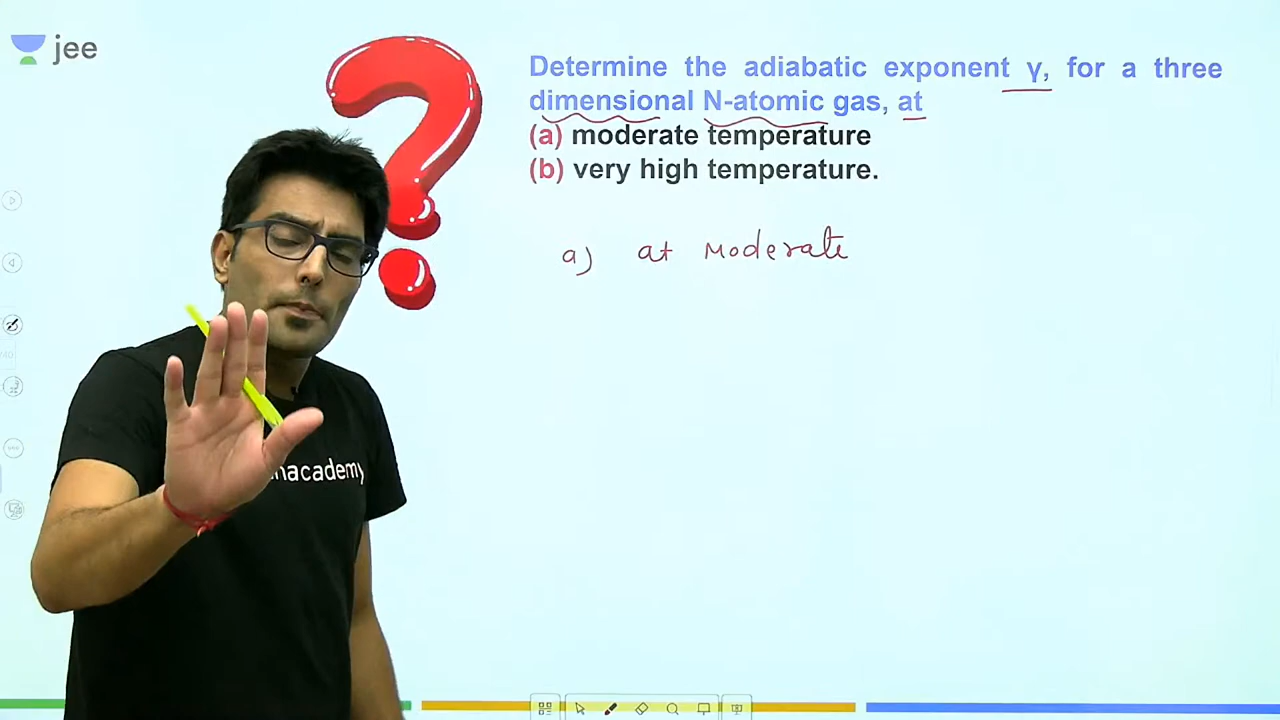 jee
Determine the adiabatic exponent γ, for a three
dimensional N-atomic gas, at
(a) moderate temperature
(b) very high temperature.
a) at Moderate
nacademy